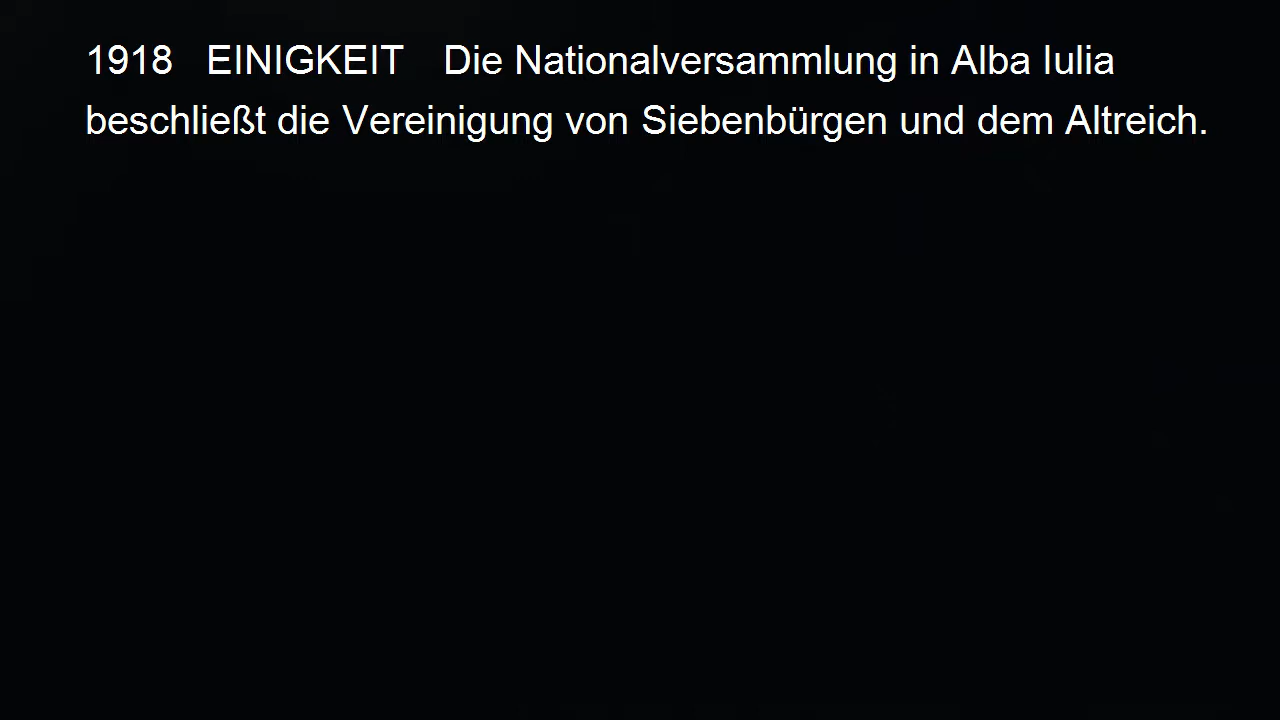 1918 EINIGKEIT Die Nationalversammlung in Alba Iulia
beschließt die Vereinigung von Siebenbürgen und dem Altreich.